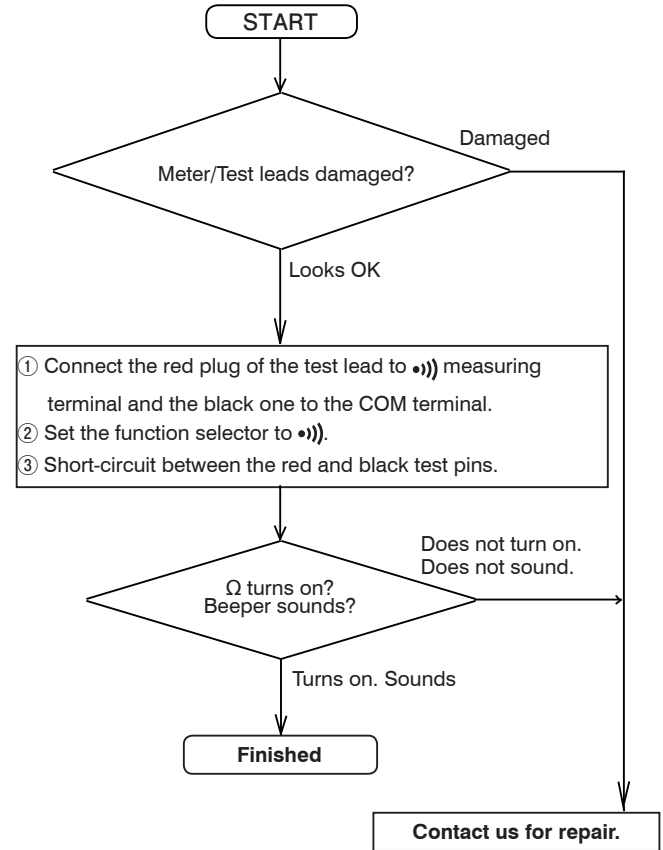 START
Damaged
Meter/Test leads damaged?
Looks OK
① Connect the red plug of the test lead to •))) measuring
terminal and the black one to the COM terminal.
② Set the function selector to •))).
③ Short-circuit between the red and black test pins.
Does not turn on.
Does not sound.
Ω turns on?
Beeper sounds?
Turns on. Sounds
Finished
Contact us for repair.